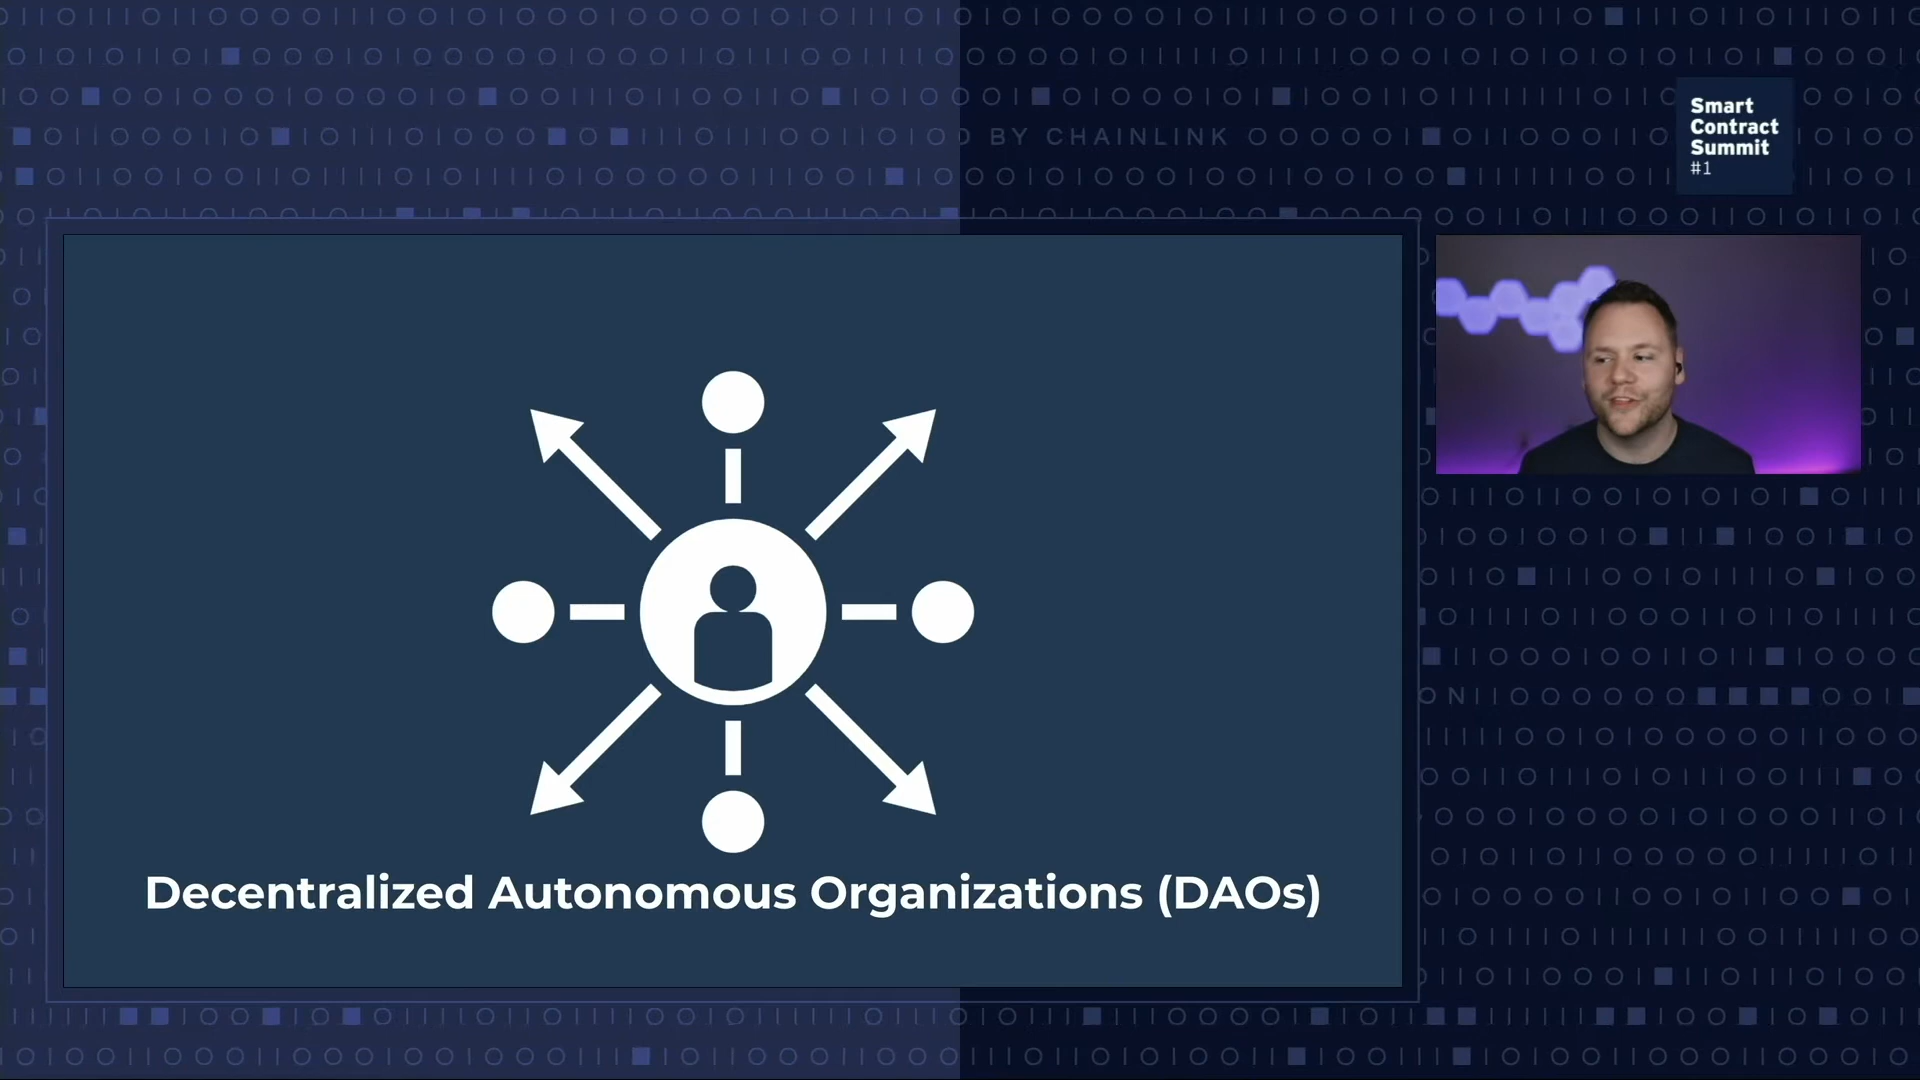 BY CHAINLINK
Smart
Contract
Summit
#1
Decentralized Autonomous Organizations (DAOs)